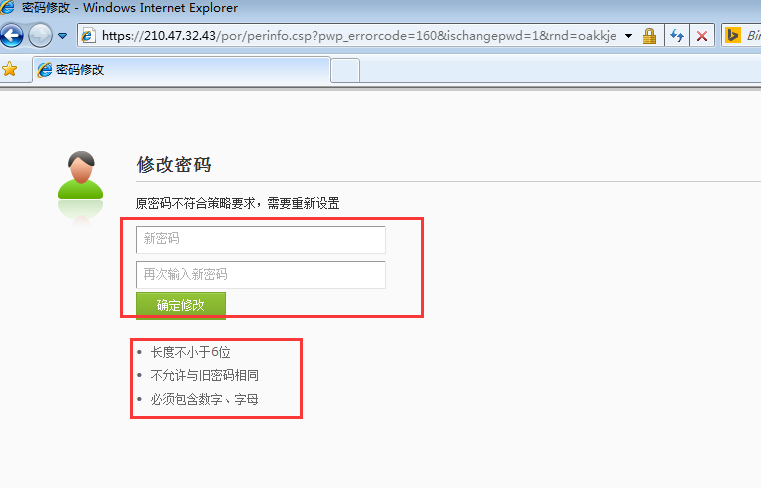 密码修改 - Windows Internet Explorer
https://210.47.32.43/por/perinfo.csp?pwp_errorcode=160&ischangepwd=1&rnd=oakkje
Bin
密码修改
修改密码
原密码不符合策略要求，需要重新设置
新密码
再次输入新密码
确定修改
• 长度不小于6位
• 不允许与旧密码相同
• 必须包含数字、字母